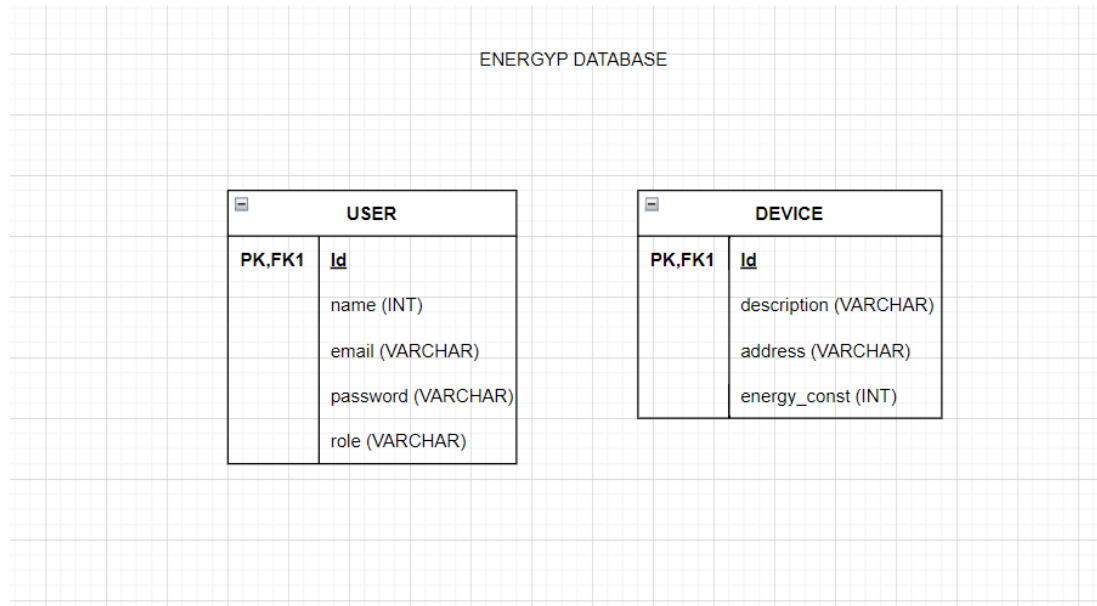 ENERGYP DATABASE
USER
PK,FK1 Id
name (INT)
email (VARCHAR)
password (VARCHAR)
role (VARCHAR)
DEVICE
PK,FK1 Id
description (VARCHAR)
address (VARCHAR)
energy_const (INT)